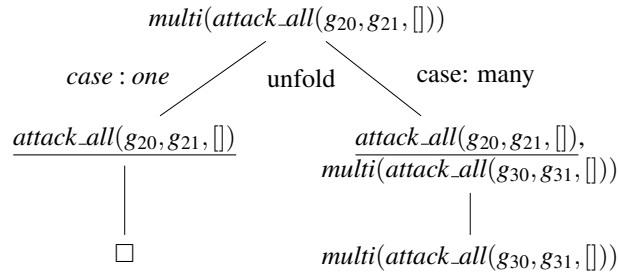 multi(attack_all(g20,g21,[]))
case : one
unfold
case: many
attack_all(g20,g21,[])
attack_all(g20,g21,[]),
multi(attack_all(g30,g31,[]))
□
multi(attack_all(g30,g31,[]))